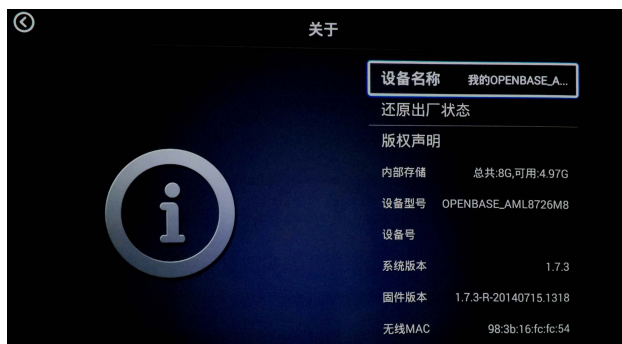 关于
设备名称 我的OPENBASE_A...
还原出厂状态
版权声明
内部存储 总共:8G,可用:4.97G
设备型号 OPENBASE_AML8726M8
设备号
系统版本 1.7.3
固件版本 1.7.3-R-20140715.1318
无线MAC 98:3b:16:fc:fc:54